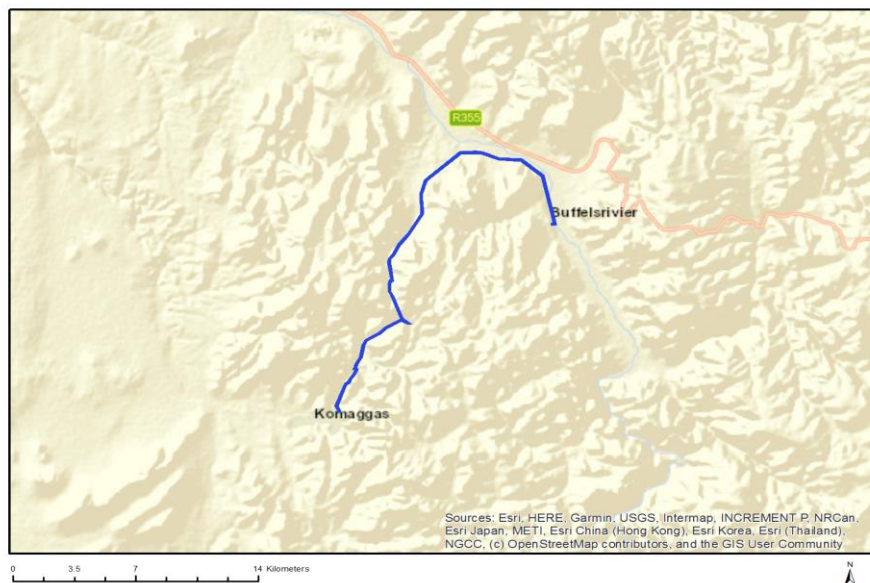 R355
Buffelsrivier
Komaggas
Sources: Esri, HERE, Garmin, USGS, Intermap, INCREMENT P, NRCan,
Esri Japan, METI, Esri China (Hong Kong), Esri Korea, Esri (Thailand),
NGCC, (c) OpenStreetMap contributors, and the GIS User Community
0 3.5 7 14 Kilometers
N